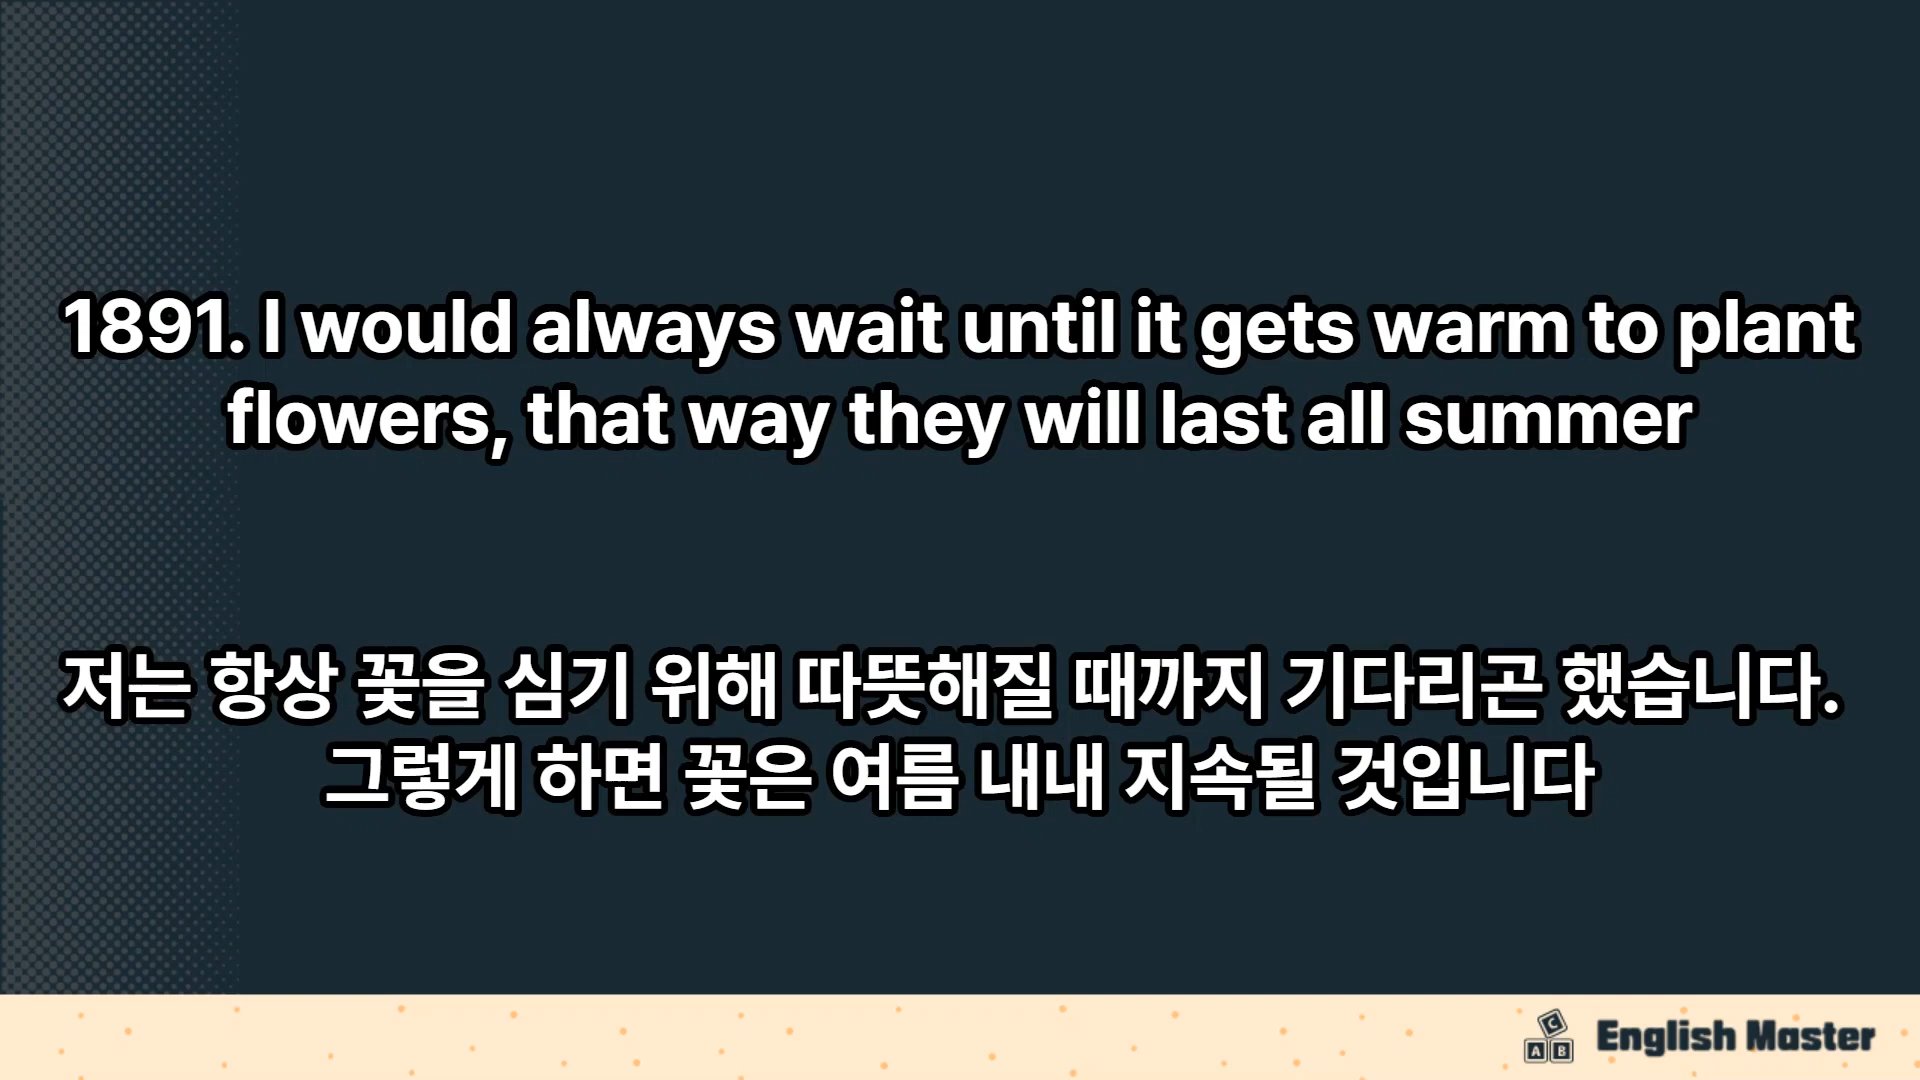 1891. I would always wait until it gets warm to plant
flowers, that way they will last all summer
저는 항상 꽃을 심기 위해 따뜻해질 때까지 기다리곤 했습니다.
그렇게 하면 꽃은 여름 내내 지속될 것입니다
C
A B English Master